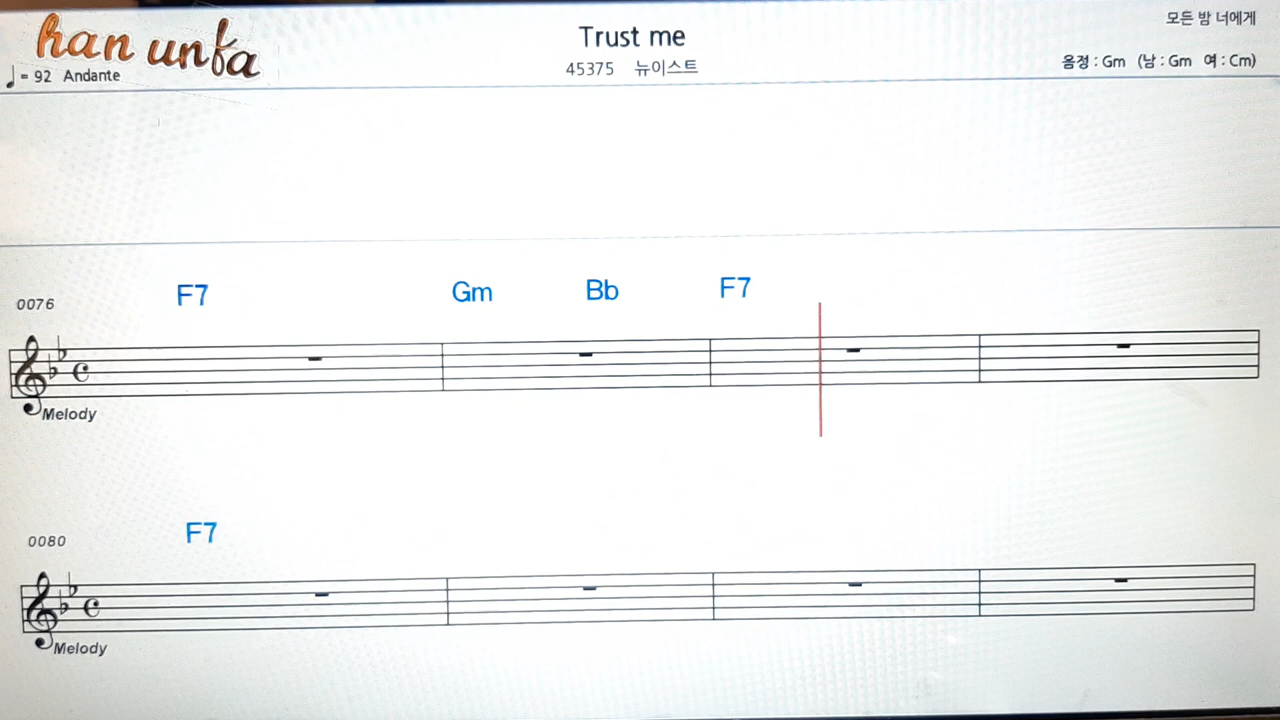 han unfa
Trust me
모든 밤 너에게
♩= 92 Andante
45375 뉴이스트
음정 : Gm (남 : Gm 여 : Cm)
0076 F7 Gm Bb F7
Melody
0080 F7
Melody